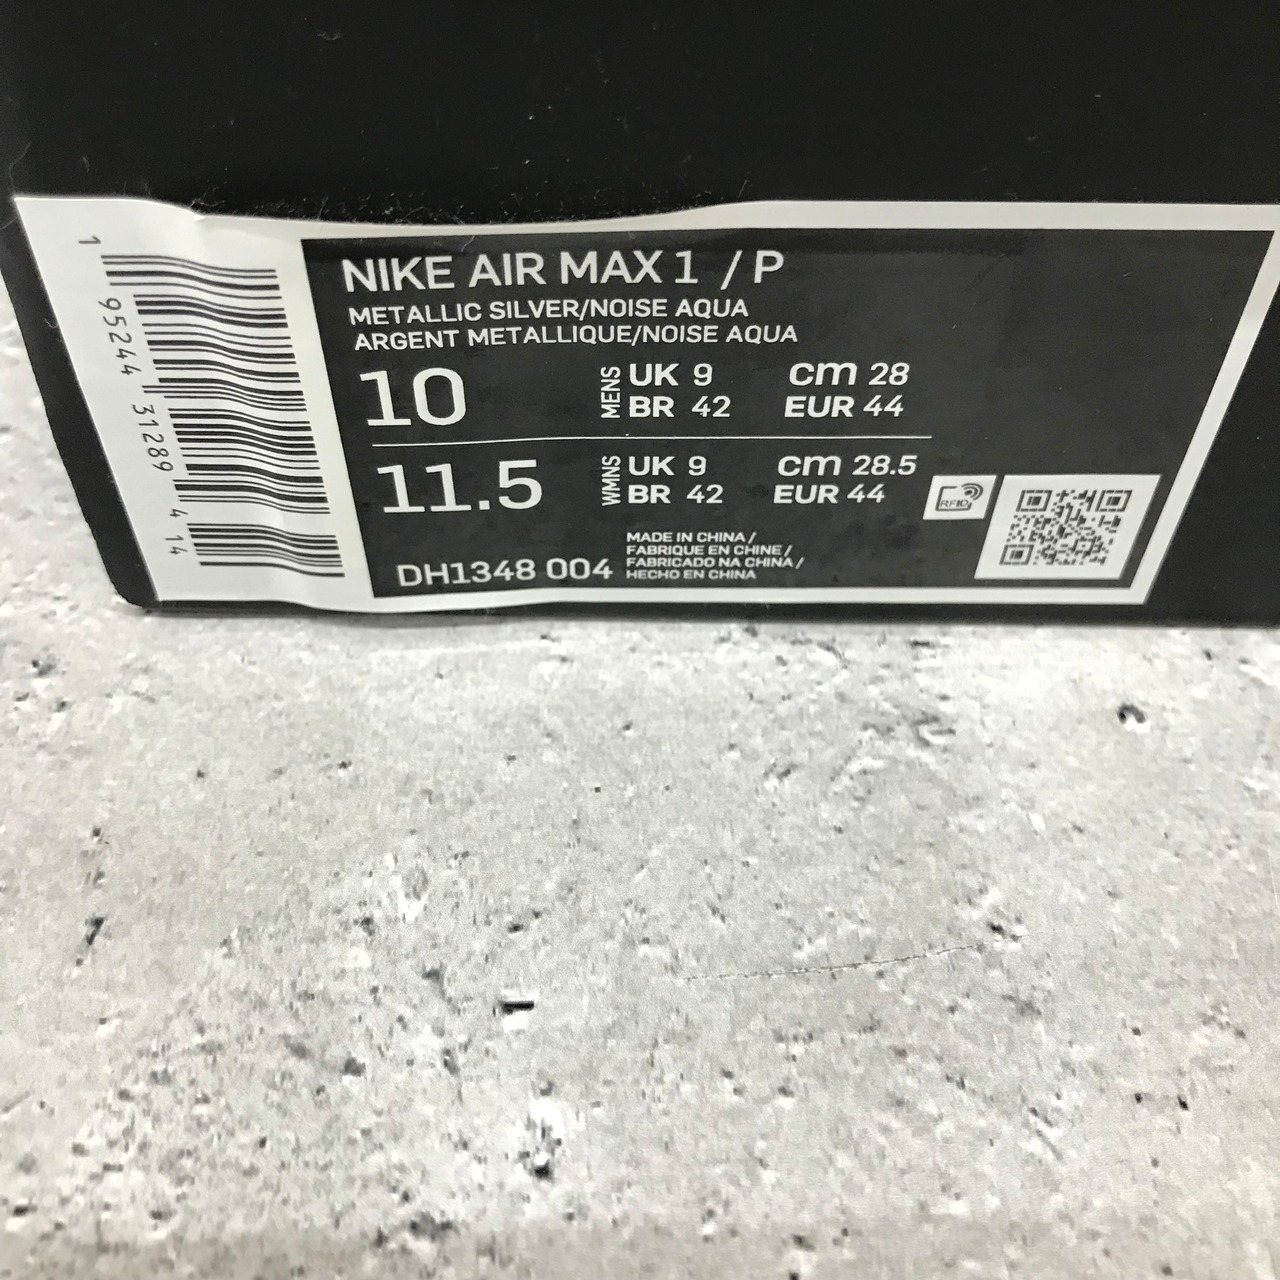 1 95244 31289 4 14
NIKE AIR MAX 1 / P
METALLIC SILVER/NOISE AQUA
ARGENT METALLIQUE/NOISE AQUA
10 MENS UK 9 cm 28
BR 42 EUR 44
11.5 WMNS UK 9 cm 28.5
BR 42 EUR 44
RFID
DH1348 004
MADE IN CHINA /
FABRIQUE EN CHINE /
FABRICADO NA CHINA /
HECHO EN CHINA